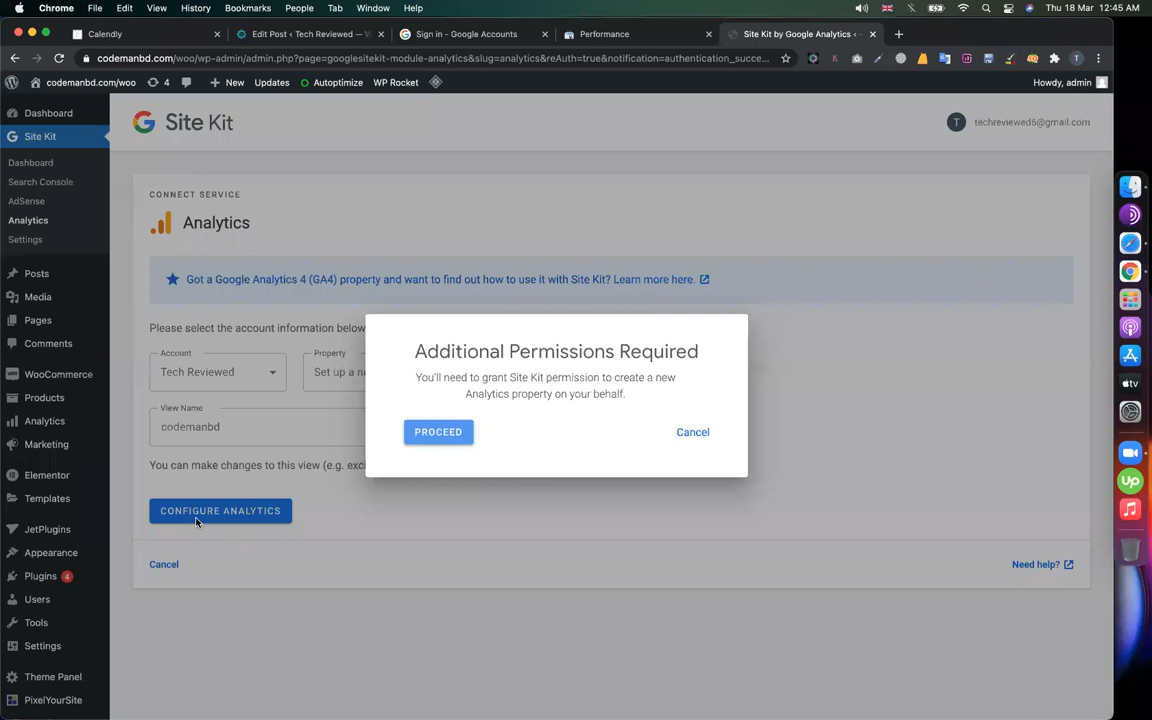 Chrome File Edit View History Bookmarks People Tab Window Help Thu 18 Mar 12:45 AM
Calendly Edit Post ‹ Tech Reviewed — W Sign in - Google Accounts Performance Site Kit by Google Analytics ‹
codemanbd.com/woo/wp-admin/admin.php?page=googlesitekit-module-analytics&slug=analytics&reAuth=true&notification=authentication_succe...
codemanbd.com/woo 4 New Updates Autoptimize WP Rocket Howdy, admin
Dashboard
Site Kit
Dashboard
Search Console
AdSense
Analytics
Settings
Posts
Media
Pages
Comments
WooCommerce
Products
Analytics
Marketing
Elementor
Templates
JetPlugins
Appearance
Plugins 4
Users
Tools
Settings
Theme Panel
PixelYourSite
G Site Kit
T techreviewed6@gmail.com
CONNECT SERVICE
Analytics
Got a Google Analytics 4 (GA4) property and want to find out how to use it with Site Kit? Learn more here.
Please select the account information below
Account
Tech Reviewed
Property
Set up a n
View Name
codemanbd
You can make changes to this view (e.g. exc
CONFIGURE ANALYTICS
Cancel
Need help?
Additional Permissions Required
You'll need to grant Site Kit permission to create a new
Analytics property on your behalf.
PROCEED
Cancel
tv
Up